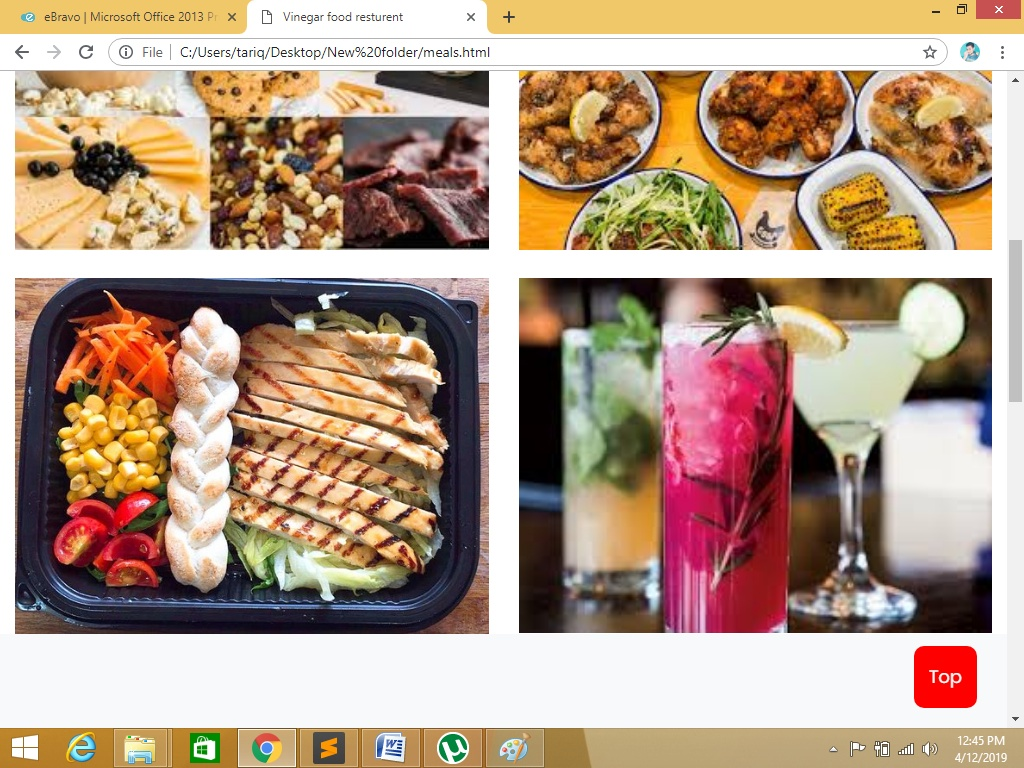 eBravo | Microsoft Office 2013 Pr
Vinegar food resturent
File
C:/Users/tariq/Desktop/New%20folder/meals.html
Top
12:45 PM
4/12/2019